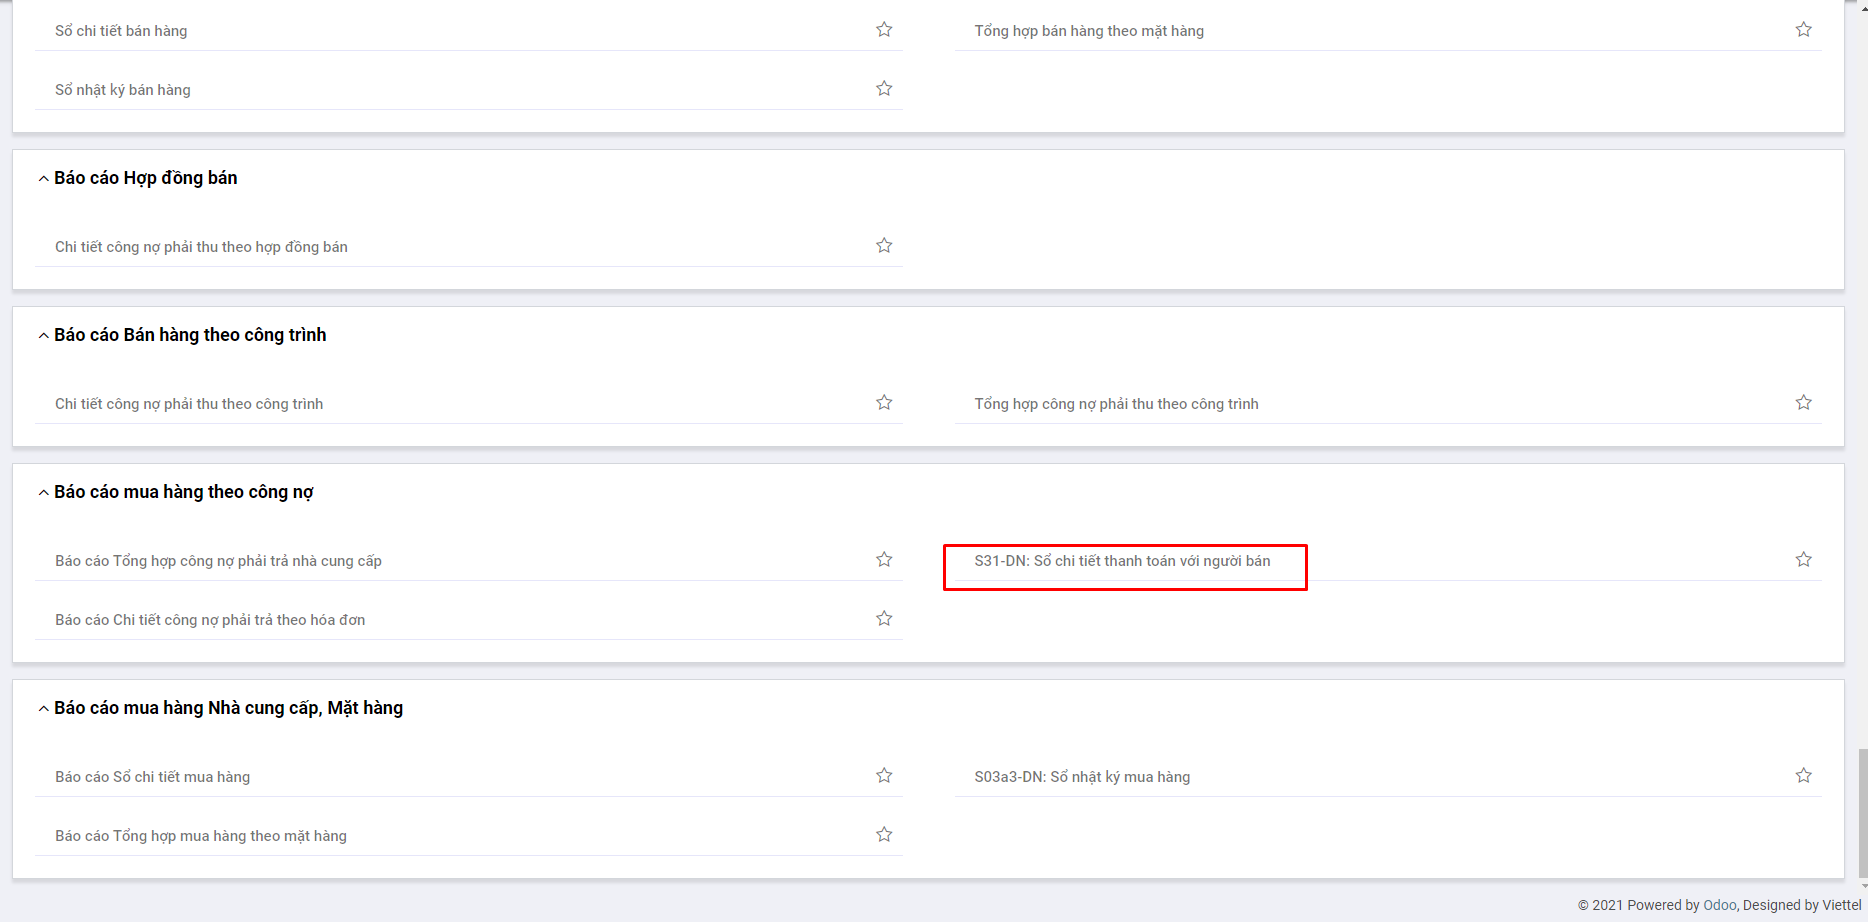 Sổ chi tiết bán hàng
Tổng hợp bán hàng theo mặt hàng
Sổ nhật ký bán hàng
Báo cáo Hợp đồng bán
Chi tiết công nợ phải thu theo hợp đồng bán
Báo cáo Bán hàng theo công trình
Chi tiết công nợ phải thu theo công trình
Tổng hợp công nợ phải thu theo công trình
Báo cáo mua hàng theo công nợ
Báo cáo Tổng hợp công nợ phải trả nhà cung cấp
S31-DN: Sổ chi tiết thanh toán với người bán
Báo cáo Chi tiết công nợ phải trả theo hóa đơn
Báo cáo mua hàng Nhà cung cấp, Mặt hàng
Báo cáo Sổ chi tiết mua hàng
S03a3-DN: Sổ nhật ký mua hàng
Báo cáo Tổng hợp mua hàng theo mặt hàng
© 2021 Powered by Odoo, Designed by Viettel